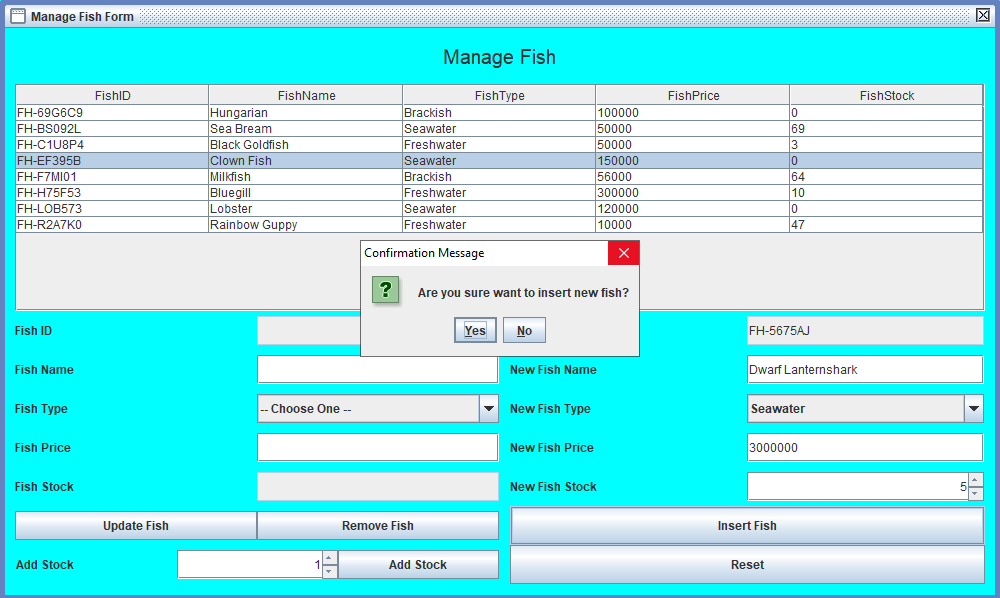 Manage Fish Form
Manage Fish
FishID FishName FishType FishPrice FishStock
FH-69G6C9 Hungarian Brackish 100000 0
FH-BS092L Sea Bream Seawater 50000 69
FH-C1U8P4 Black Goldfish Freshwater 50000 3
FH-EF395B Clown Fish Seawater 150000 0
FH-F7MI01 Milkfish Brackish 56000 64
FH-H75F53 Bluegill Freshwater 300000 10
FH-LOB573 Lobster Seawater 120000 0
FH-R2A7K0 Rainbow Guppy Freshwater 10000 47
Confirmation Message
Are you sure want to insert new fish?
Yes No
Fish ID FH-5675AJ
Fish Name New Fish Name Dwarf Lanternshark
Fish Type -- Choose One -- New Fish Type Seawater
Fish Price New Fish Price 3000000
Fish Stock New Fish Stock 5
Update Fish Remove Fish Insert Fish
Add Stock 1 Add Stock Reset